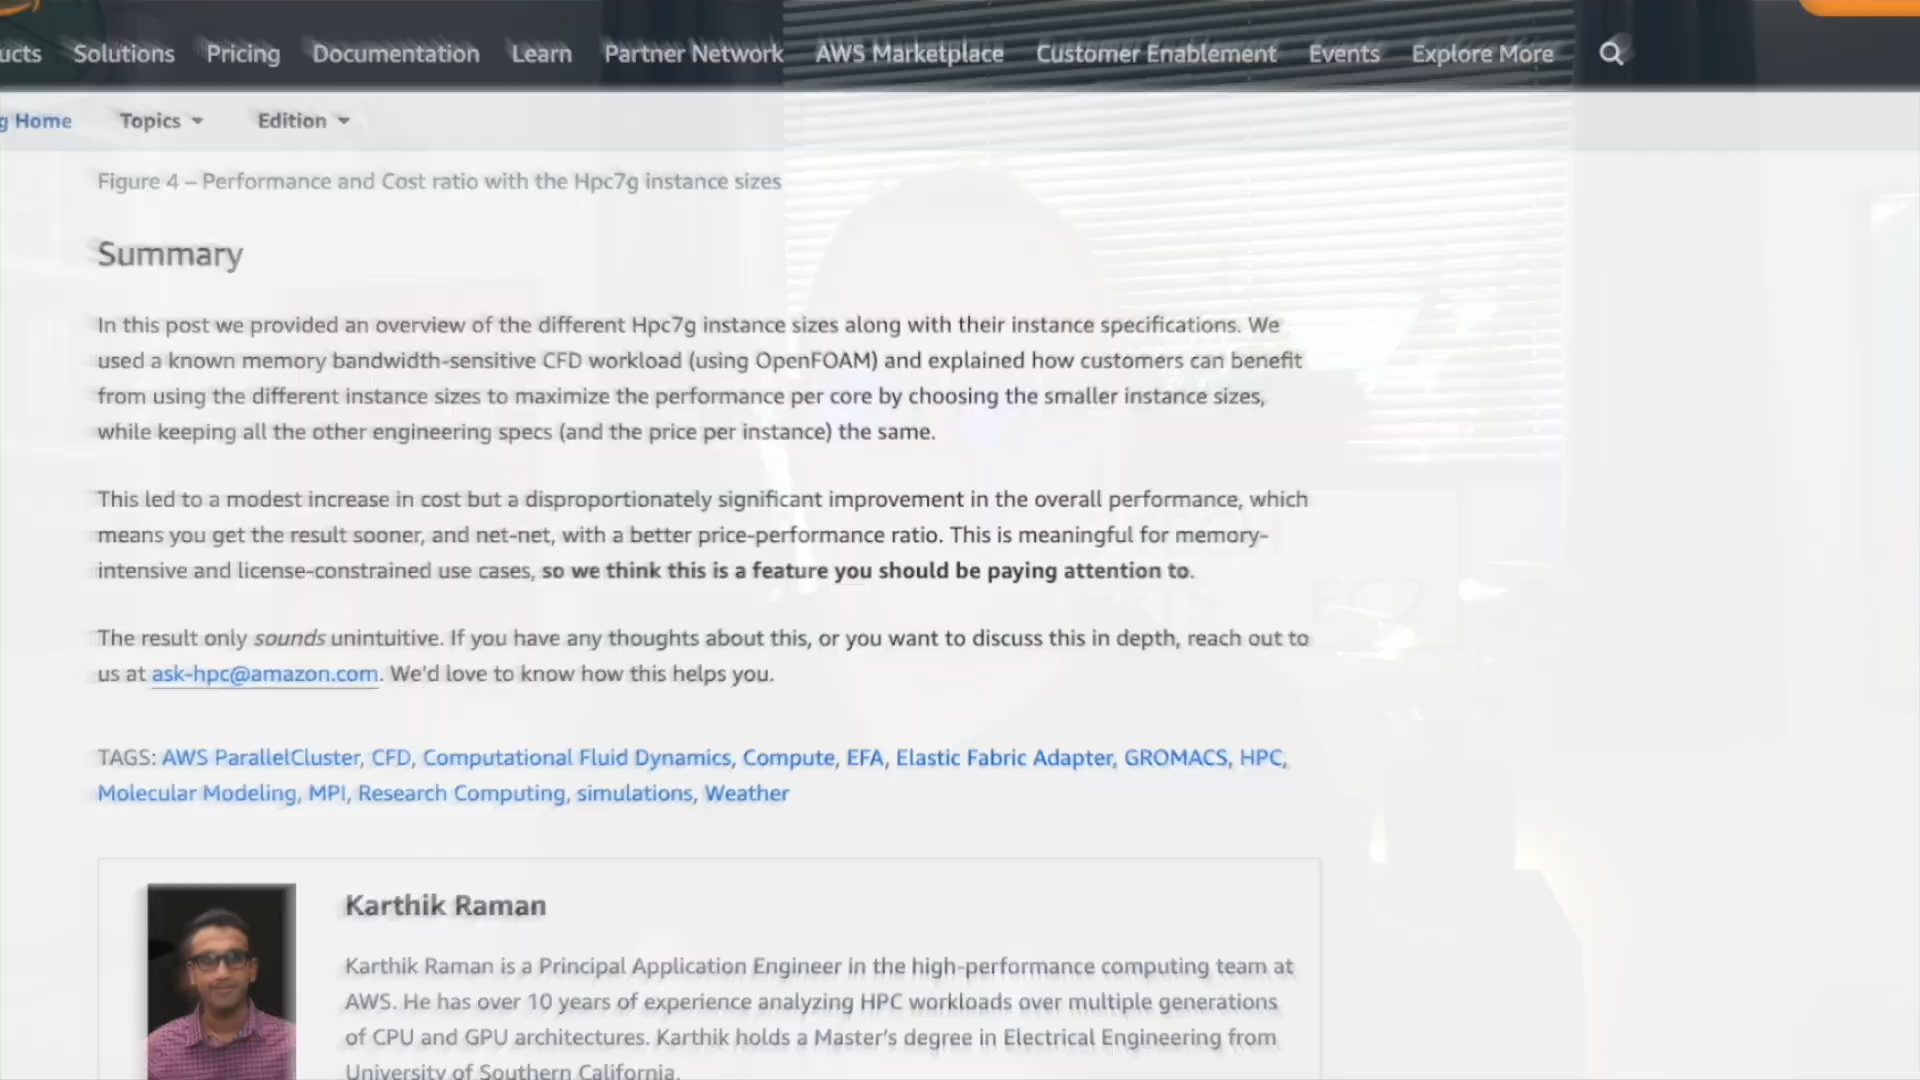 ucts Solutions Pricing Documentation Learn Partner Network AWS Marketplace Customer Enablement Events Explore More
g Home Topics Edition
Figure 4 – Performance and Cost ratio with the Hpc7g instance sizes
Summary
In this post we provided an overview of the different Hpc7g instance sizes along with their instance specifications. We
used a known memory bandwidth-sensitive CFD workload (using OpenFOAM) and explained how customers can benefit
from using the different instance sizes to maximize the performance per core by choosing the smaller instance sizes,
while keeping all the other engineering specs (and the price per instance) the same.
This led to a modest increase in cost but a disproportionately significant improvement in the overall performance, which
means you get the result sooner, and net-net, with a better price-performance ratio. This is meaningful for memory-
intensive and license-constrained use cases, so we think this is a feature you should be paying attention to.
The result only sounds unintuitive. If you have any thoughts about this, or you want to discuss this in depth, reach out to
us at ask-hpc@amazon.com. We'd love to know how this helps you.
TAGS: AWS ParallelCluster, CFD, Computational Fluid Dynamics, Compute, EFA, Elastic Fabric Adapter, GROMACS, HPC,
Molecular Modeling, MPI, Research Computing, simulations, Weather
Karthik Raman
Karthik Raman is a Principal Application Engineer in the high-performance computing team at
AWS. He has over 10 years of experience analyzing HPC workloads over multiple generations
of CPU and GPU architectures. Karthik holds a Master's degree in Electrical Engineering from
University of Southern California.